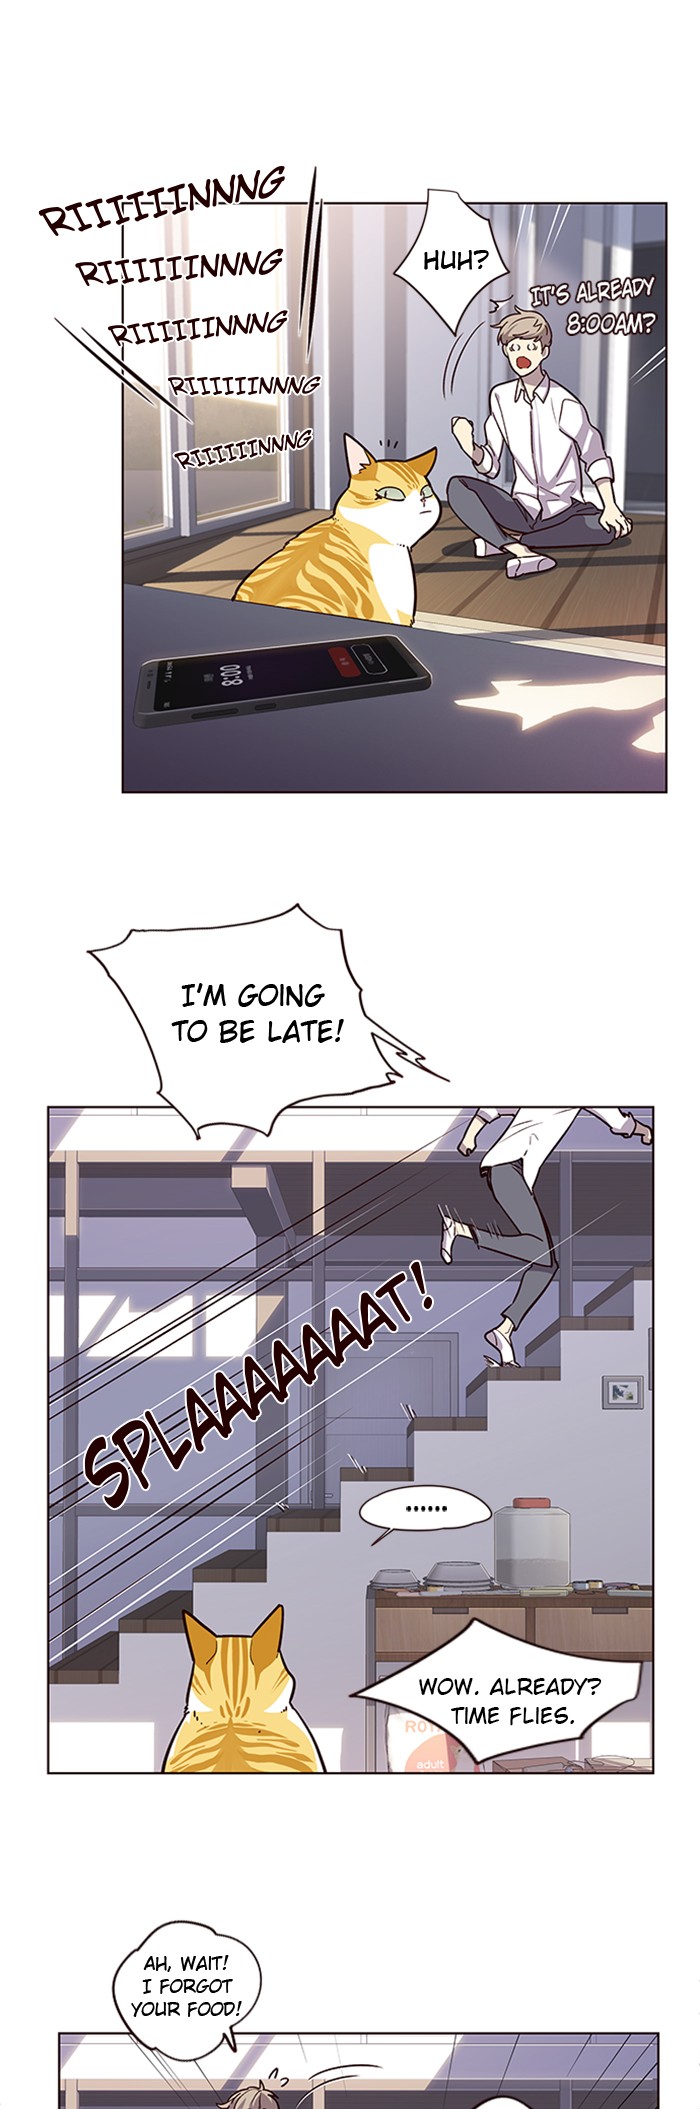 RIIIIIINNNG
RIIIIIINNNG
RIIIIIINNNG
RIIIIIINNNG
RIIIIIINNNG
HUH?
IT'S ALREADY
8:00AM?
8:00
I'M GOING
TO BE LATE!
SPLAAAAAAAAT!
......
WOW. ALREADY?
TIME FLIES.
adult
AH, WAIT!
I FORGOT
YOUR FOOD!